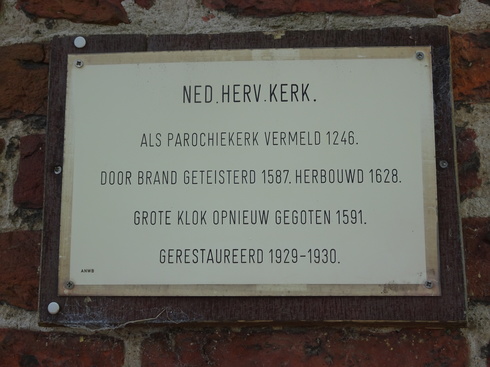 NED. HERV. KERK.
ALS PAROCHIEKERK VERMELD 1246.
DOOR BRAND GETEISTERD 1587. HERBOUWD 1628.
GROTE KLOK OPNIEUW GEGOTEN 1591.
GERESTAUREERD 1929-1930.
ANWB